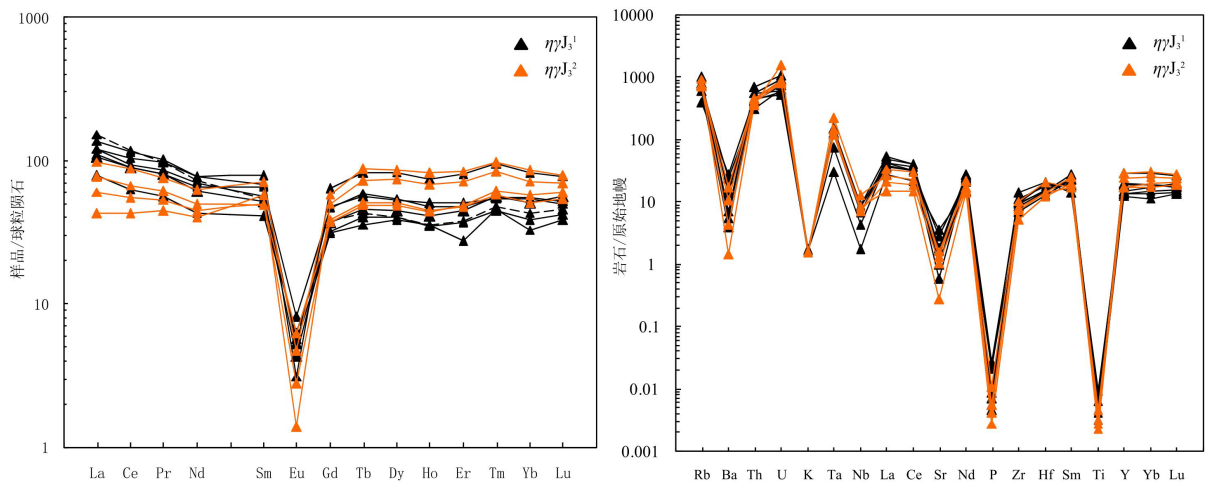 1000
100
10
1
样品/球粒陨石
ηγJ₃¹
ηγJ₃²
La Ce Pr Nd Sm Eu Gd Tb Dy Ho Er Tm Yb Lu
10000
1000
100
10
1
0.1
0.01
0.001
岩石/原始地幔
ηγJ₃¹
ηγJ₃²
Rb Ba Th U K Ta Nb La Ce Sr Nd P Zr Hf Sm Ti Y Yb Lu